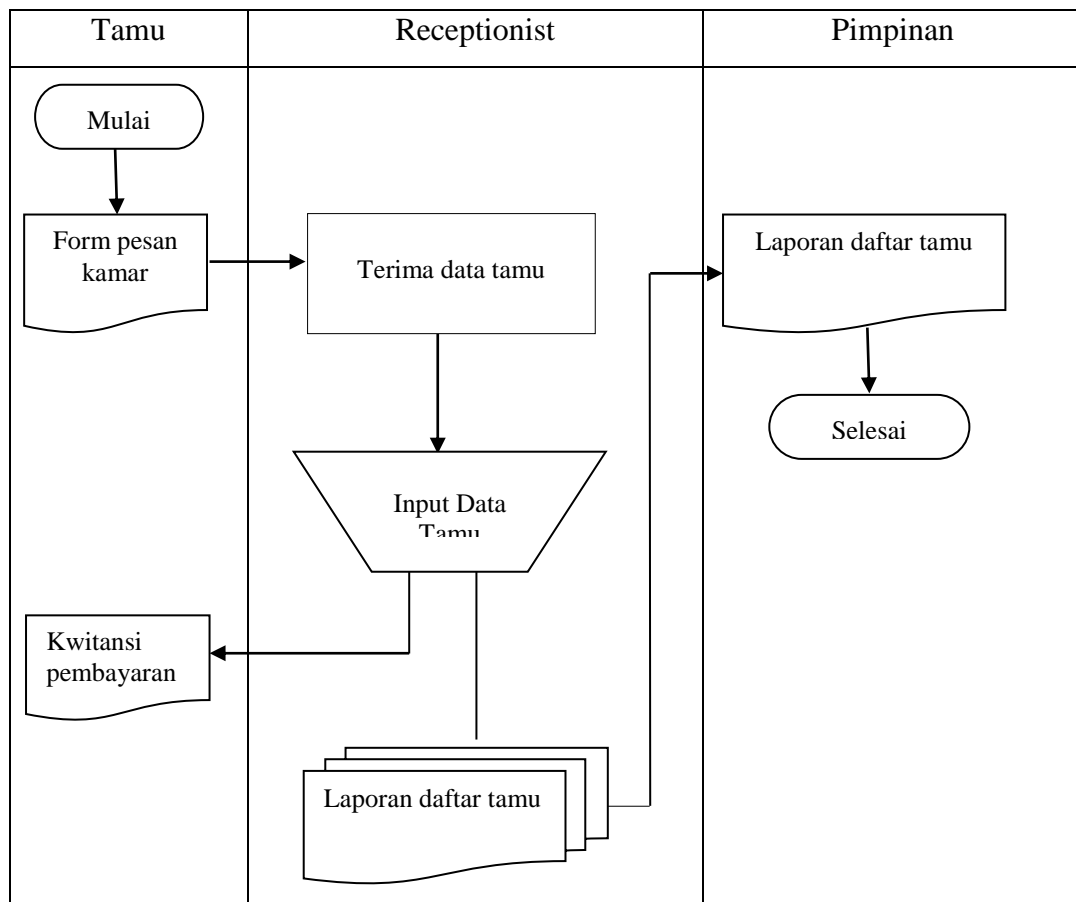 Tamu
Receptionist
Pimpinan
Mulai
Form pesan
kamar
Terima data tamu
Laporan daftar tamu
Selesai
Input Data
Tamu
Kwitansi
pembayaran
Laporan daftar tamu